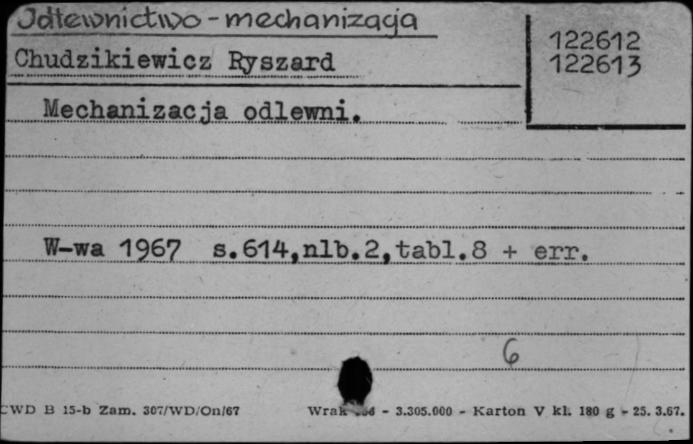 Odlewnictwo - mechanizacja
122612
Chudzikiewicz Ryszard
122613
Mechanizacja odlewni.
W-wa 1967 s.614,nlb.2,tabl.8 + err.
6
CWD B 15-b Zam. 307/WD/On/67 - 3.305.000 - Karton V kl. 180 g - 25. 3.67.